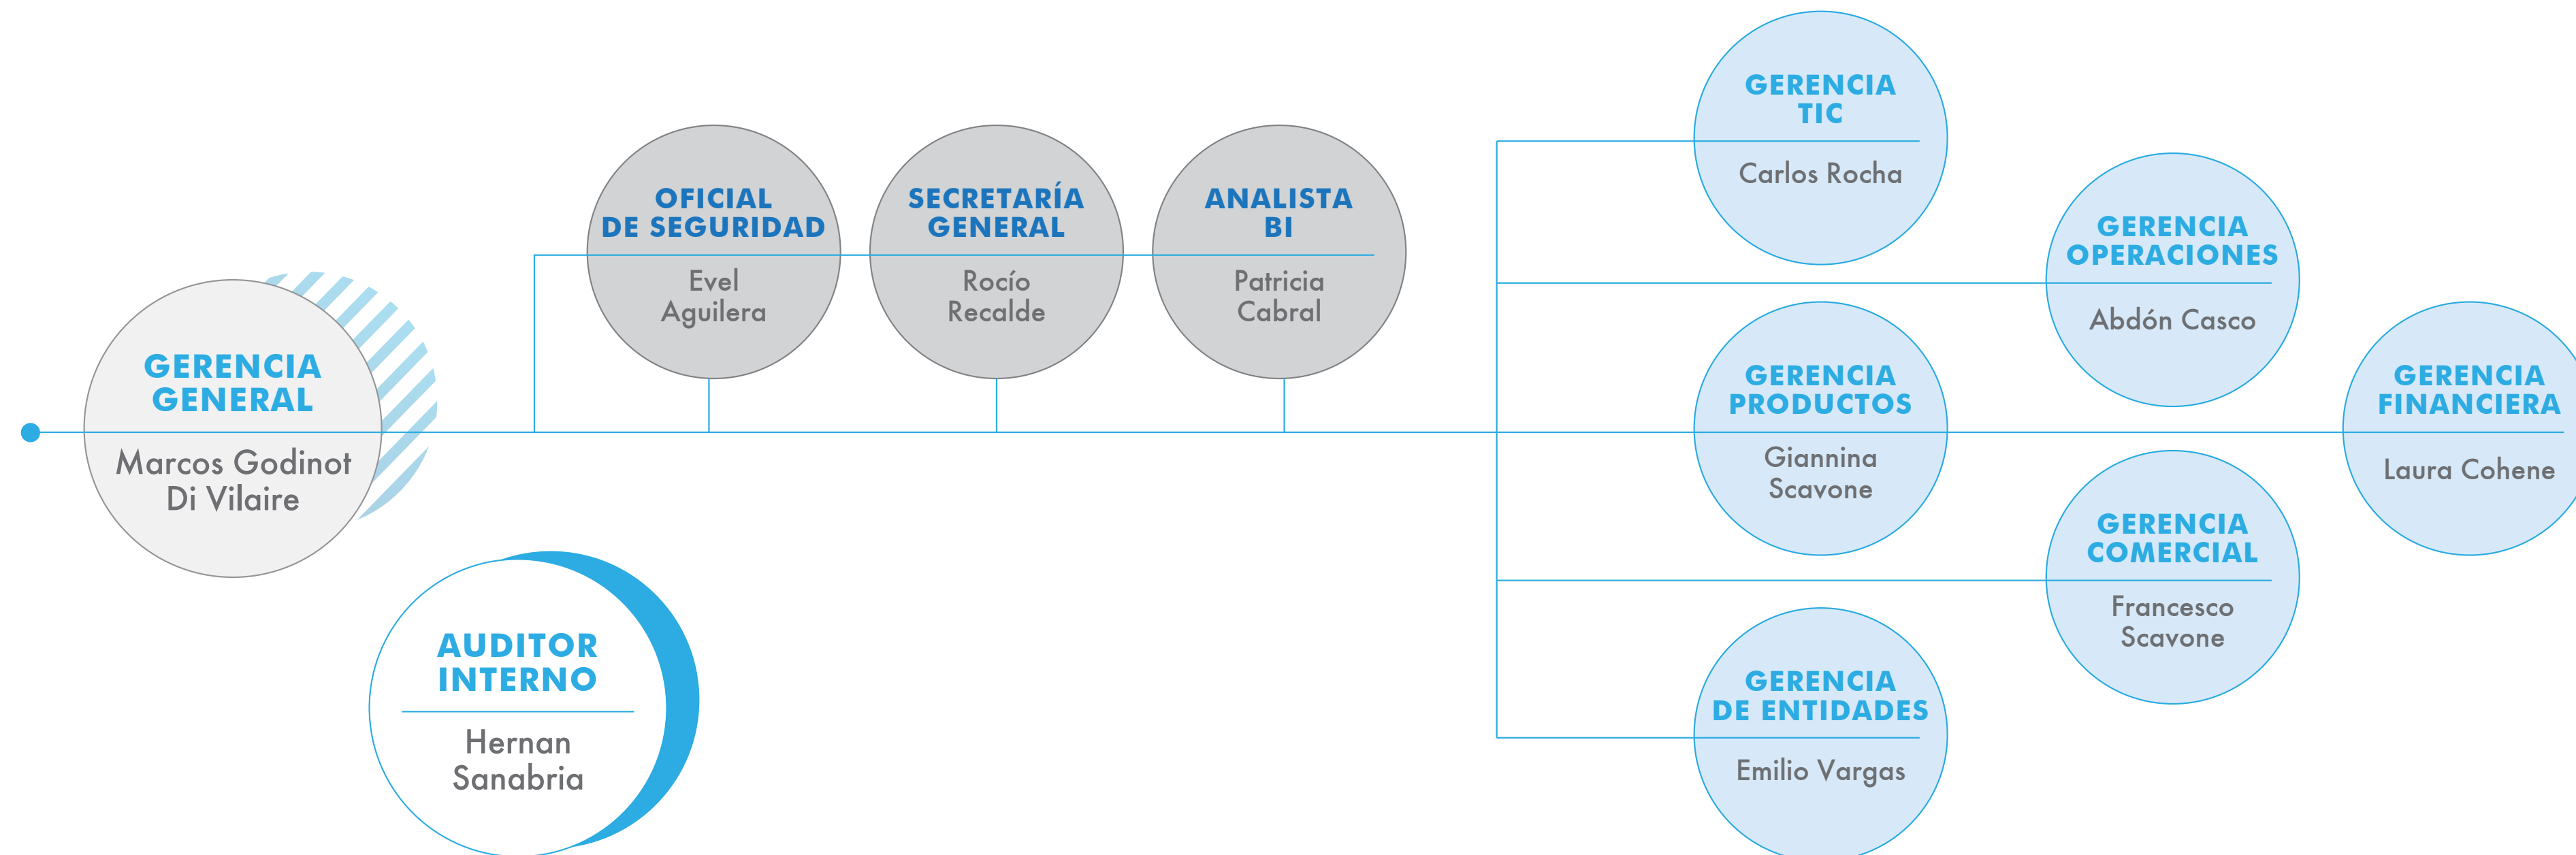 GERENCIA
GENERAL
Marcos Godinot
Di Vilaire
AUDITOR
INTERNO
Hernan
Sanabria
OFICIAL
DE SEGURIDAD
Evel
Aguilera
SECRETARÍA
GENERAL
Rocío
Recalde
ANALISTA
BI
Patricia
Cabral
GERENCIA
TIC
Carlos Rocha
GERENCIA
OPERACIONES
Abdón Casco
GERENCIA
PRODUCTOS
Giannina
Scavone
GERENCIA
FINANCIERA
Laura Cohene
GERENCIA
COMERCIAL
Francesco
Scavone
GERENCIA
DE ENTIDADES
Emilio Vargas